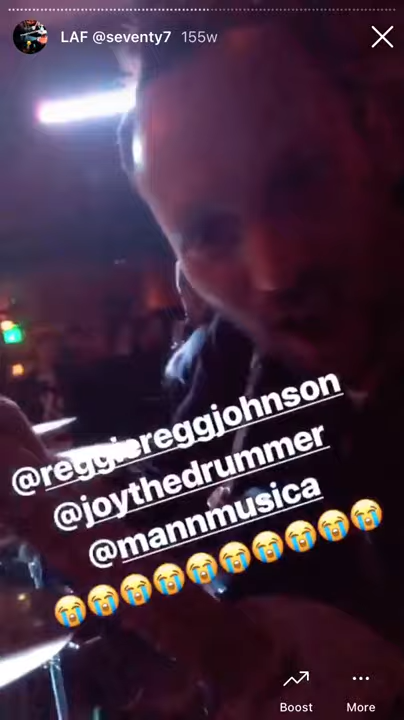 LAF @seventy7 155w
@reggiereggjohnson
@joythedrummer
@mannmusica
😭😭😭😭😭😭😭😭😭😭
Boost More